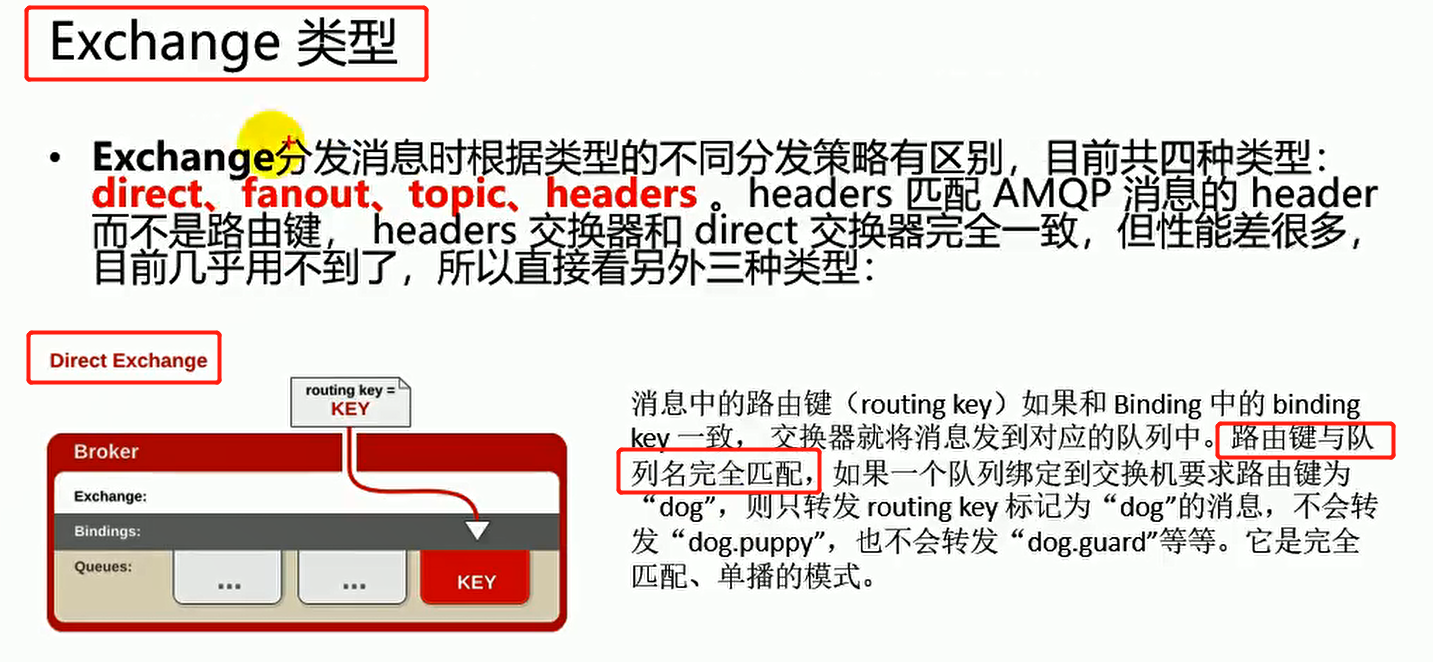 Exchange 类型
• Exchange分发消息时根据类型的不同分发策略有区别，目前共四种类型：
direct、fanout、topic、headers 。headers 匹配 AMQP 消息的 header
而不是路由键， headers 交换器和 direct 交换器完全一致，但性能差很多，
目前几乎用不到了，所以直接看另外三种类型：
Direct Exchange
routing key =
KEY
Broker
Exchange:
Bindings:
Queues:
...
...
KEY
消息中的路由键（routing key）如果和 Binding 中的 binding
key 一致， 交换器就将消息发到对应的队列中。路由键与队
列名完全匹配，如果一个队列绑定到交换机要求路由键为
“dog”，则只转发 routing key 标记为“dog”的消息，不会转
发“dog.puppy”，也不会转发“dog.guard”等等。它是完全
匹配、单播的模式。